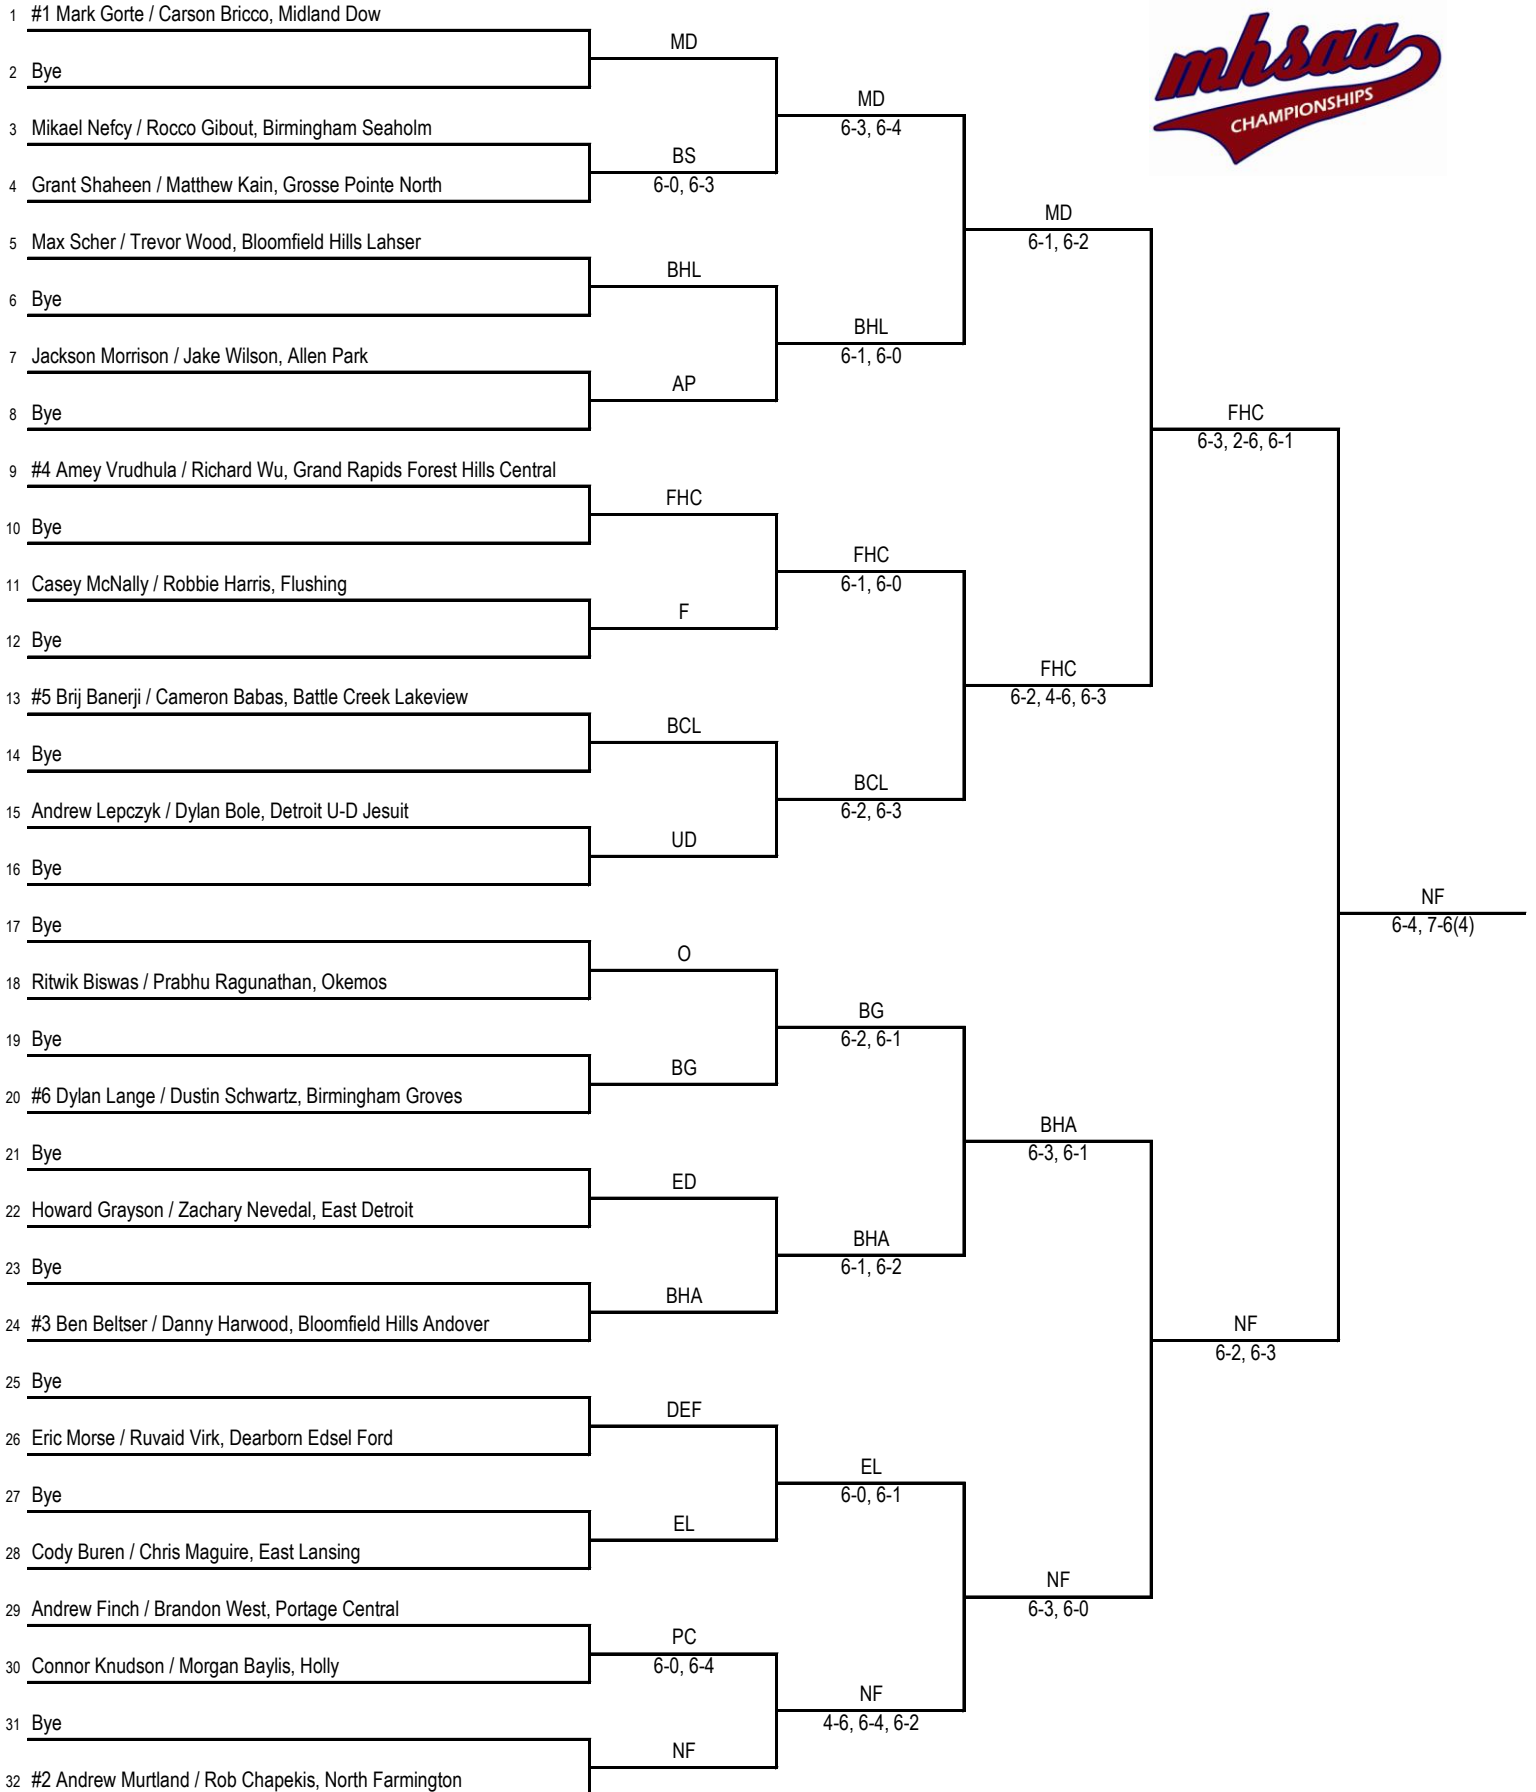 mhsaa
CHAMPIONSHIPS
1 #1 Mark Gorte / Carson Bricco, Midland Dow
2 Bye
3 Mikael Nefcy / Rocco Gibout, Birmingham Seaholm
4 Grant Shaheen / Matthew Kain, Grosse Pointe North
5 Max Scher / Trevor Wood, Bloomfield Hills Lahser
6 Bye
7 Jackson Morrison / Jake Wilson, Allen Park
8 Bye
9 #4 Amey Vrudhula / Richard Wu, Grand Rapids Forest Hills Central
10 Bye
11 Casey McNally / Robbie Harris, Flushing
12 Bye
13 #5 Brij Banerji / Cameron Babas, Battle Creek Lakeview
14 Bye
15 Andrew Lepczyk / Dylan Bole, Detroit U-D Jesuit
16 Bye
17 Bye
18 Ritwik Biswas / Prabhu Ragunathan, Okemos
19 Bye
20 #6 Dylan Lange / Dustin Schwartz, Birmingham Groves
21 Bye
22 Howard Grayson / Zachary Nevedal, East Detroit
23 Bye
24 #3 Ben Beltser / Danny Harwood, Bloomfield Hills Andover
25 Bye
26 Eric Morse / Ruvaid Virk, Dearborn Edsel Ford
27 Bye
28 Cody Buren / Chris Maguire, East Lansing
29 Andrew Finch / Brandon West, Portage Central
30 Connor Knudson / Morgan Baylis, Holly
31 Bye
32 #2 Andrew Murtland / Rob Chapekis, North Farmington
MD
BS
6-0, 6-3
BHL
AP
FHC
F
BCL
UD
O
BG
ED
BHA
DEF
EL
PC
6-0, 6-4
NF
MD
6-3, 6-4
BHL
6-1, 6-0
FHC
6-1, 6-0
BCL
6-2, 6-3
BG
6-2, 6-1
BHA
6-1, 6-2
EL
6-0, 6-1
NF
4-6, 6-4, 6-2
MD
6-1, 6-2
FHC
6-2, 4-6, 6-3
BHA
6-3, 6-1
NF
6-3, 6-0
FHC
6-3, 2-6, 6-1
NF
6-2, 6-3
NF
6-4, 7-6(4)